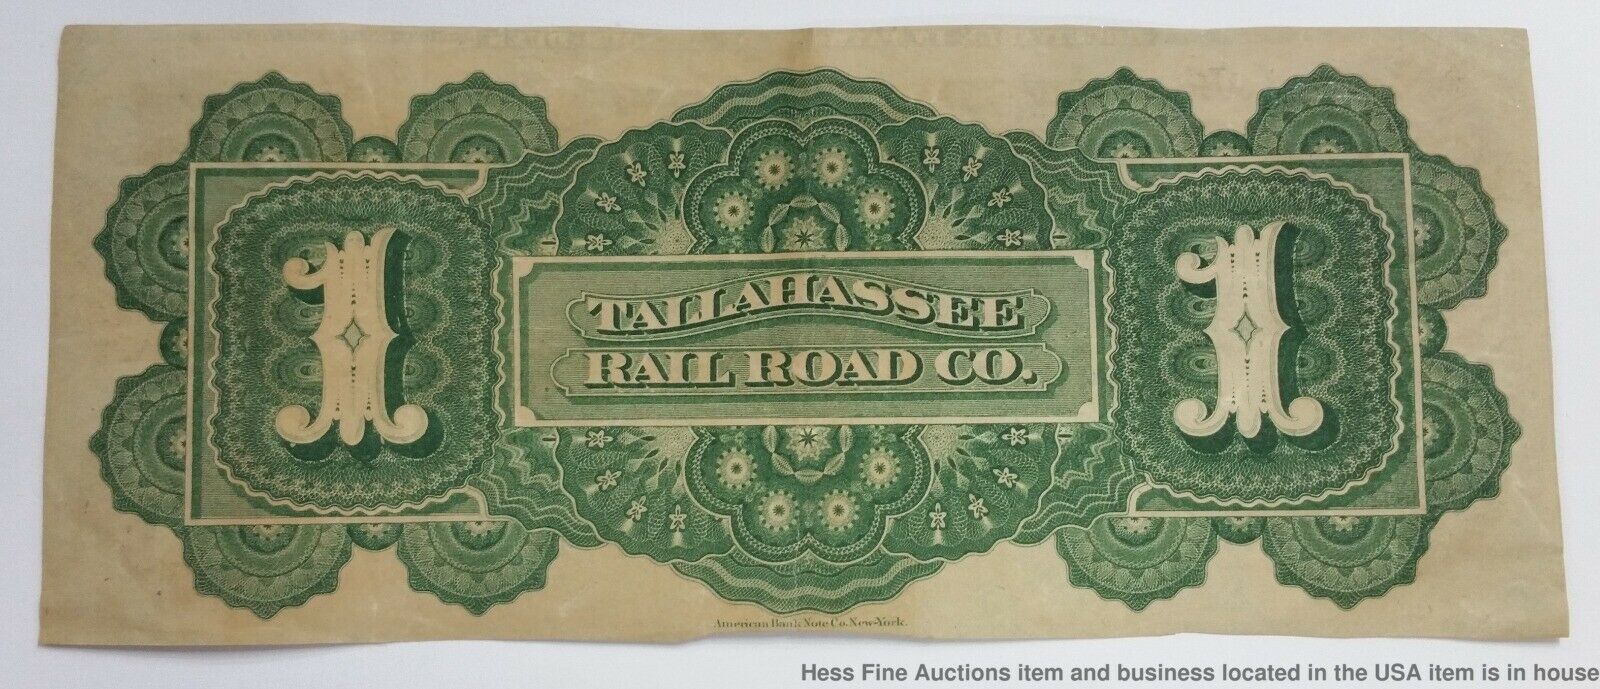 1
TALLAHASSEE
RAIL ROAD CO.
1
American Bank Note Co. New-York.
Hess Fine Auctions item and business located in the USA item is in house